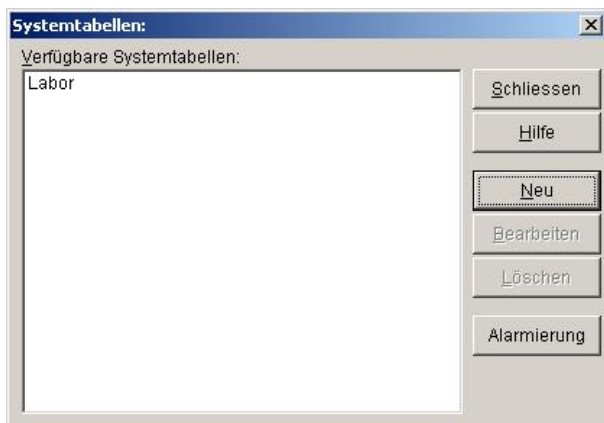 Systemtabellen:
Verfügbare Systemtabellen:
Labor
Schliessen
Hilfe
Neu
Bearbeiten
Löschen
Alarmierung